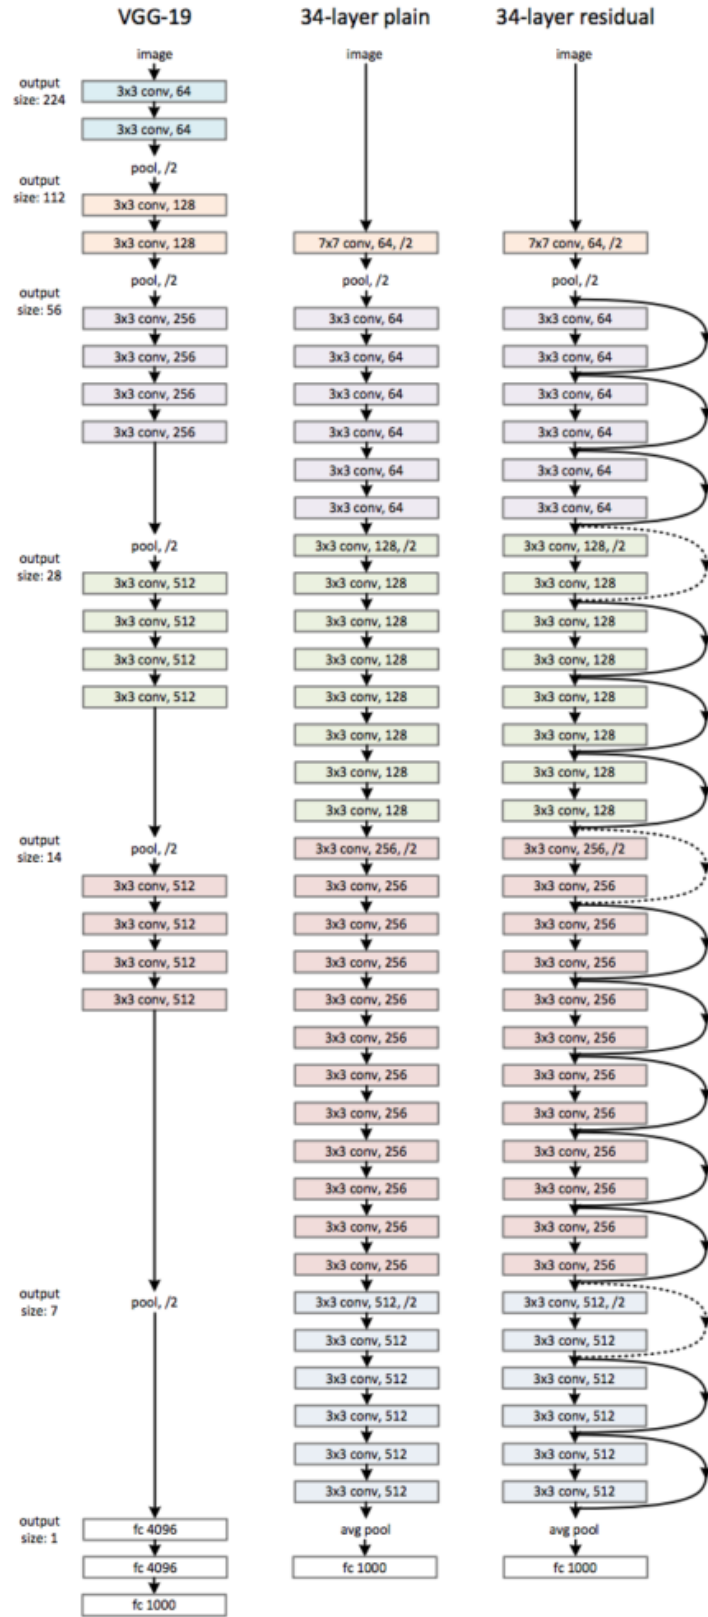 VGG-19
image
output
size: 224
3x3 conv, 64
3x3 conv, 64
pool, /2
output
size: 112
3x3 conv, 128
3x3 conv, 128
pool, /2
output
size: 56
3x3 conv, 256
3x3 conv, 256
3x3 conv, 256
3x3 conv, 256
pool, /2
output
size: 28
3x3 conv, 512
3x3 conv, 512
3x3 conv, 512
3x3 conv, 512
output
size: 14
pool, /2
3x3 conv, 512
3x3 conv, 512
3x3 conv, 512
3x3 conv, 512
output
size: 7
pool, /2
output
size: 1
fc 4096
fc 4096
fc 1000
34-layer plain
image
7x7 conv, 64, /2
pool, /2
3x3 conv, 64
3x3 conv, 64
3x3 conv, 64
3x3 conv, 64
3x3 conv, 64
3x3 conv, 64
3x3 conv, 128, /2
3x3 conv, 128
3x3 conv, 128
3x3 conv, 128
3x3 conv, 128
3x3 conv, 128
3x3 conv, 128
3x3 conv, 128
3x3 conv, 256, /2
3x3 conv, 256
3x3 conv, 256
3x3 conv, 256
3x3 conv, 256
3x3 conv, 256
3x3 conv, 256
3x3 conv, 256
3x3 conv, 256
3x3 conv, 256
3x3 conv, 256
3x3 conv, 256
3x3 conv, 512, /2
3x3 conv, 512
3x3 conv, 512
3x3 conv, 512
3x3 conv, 512
3x3 conv, 512
avg pool
fc 1000
34-layer residual
image
7x7 conv, 64, /2
pool, /2
3x3 conv, 64
3x3 conv, 64
3x3 conv, 64
3x3 conv, 64
3x3 conv, 64
3x3 conv, 64
3x3 conv, 128, /2
3x3 conv, 128
3x3 conv, 128
3x3 conv, 128
3x3 conv, 128
3x3 conv, 128
3x3 conv, 128
3x3 conv, 128
3x3 conv, 256, /2
3x3 conv, 256
3x3 conv, 256
3x3 conv, 256
3x3 conv, 256
3x3 conv, 256
3x3 conv, 256
3x3 conv, 256
3x3 conv, 256
3x3 conv, 256
3x3 conv, 256
3x3 conv, 256
3x3 conv, 512, /2
3x3 conv, 512
3x3 conv, 512
3x3 conv, 512
3x3 conv, 512
3x3 conv, 512
avg pool
fc 1000